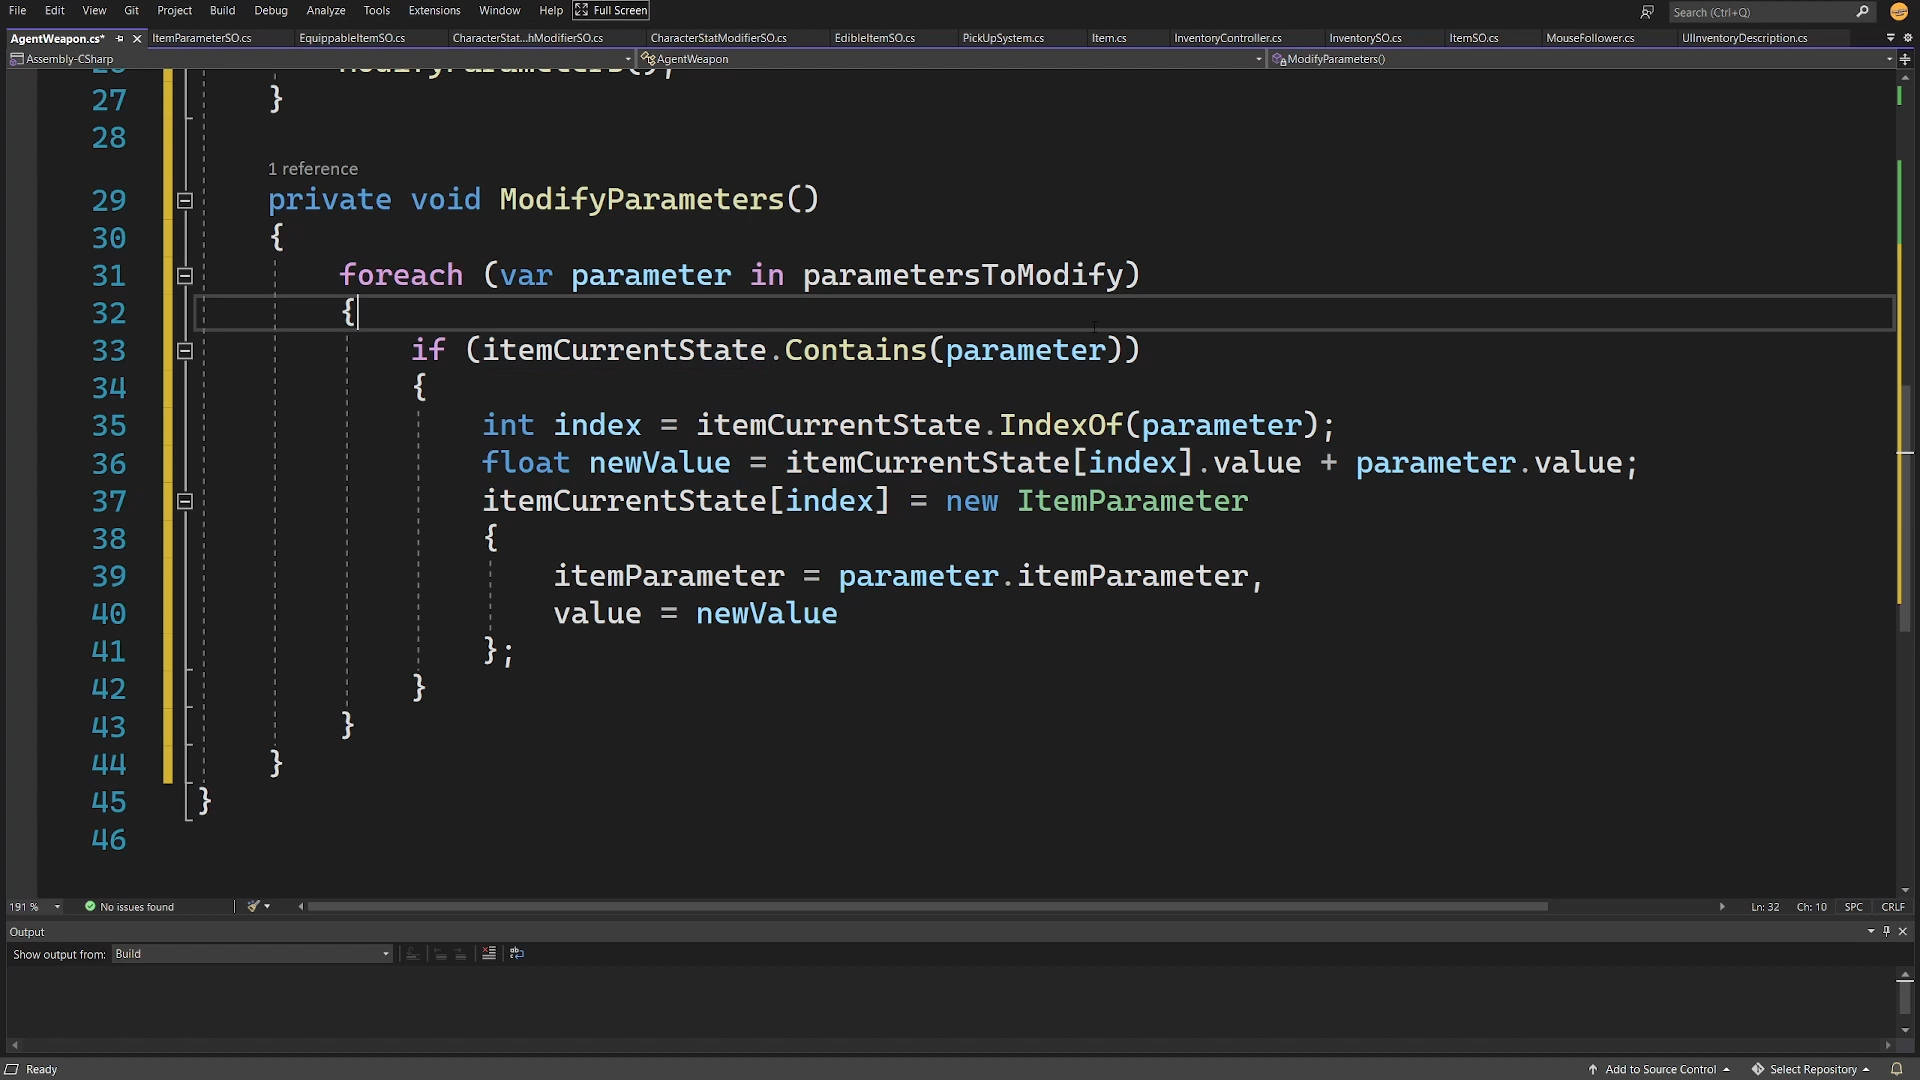 File Edit View Git Project Build Debug Analyze Tools Extensions Window Help Full Screen Search (Ctrl+Q)
AgentWeapon.cs* ItemParameterSO.cs EquippableItemSO.cs CharacterStat...hModifierSO.cs CharacterStatModifierSO.cs EdibleItemSO.cs PickUpSystem.cs Item.cs InventoryController.cs InventorySO.cs ItemSO.cs MouseFollower.cs UIInventoryDescription.cs
Assembly-CSharp AgentWeapon ModifyParameters()
26 ModifyParameters();
27 }
28
1 reference
29 private void ModifyParameters()
30 {
31 foreach (var parameter in parametersToModify)
32 {
33 if (itemCurrentState.Contains(parameter))
34 {
35 int index = itemCurrentState.IndexOf(parameter);
36 float newValue = itemCurrentState[index].value + parameter.value;
37 itemCurrentState[index] = new ItemParameter
38 {
39 itemParameter = parameter.itemParameter,
40 value = newValue
41 };
42 }
43 }
44 }
45 }
46
191 % No issues found Ln: 32 Ch: 10 SPC CRLF
Output
Show output from: Build
Ready Add to Source Control Select Repository